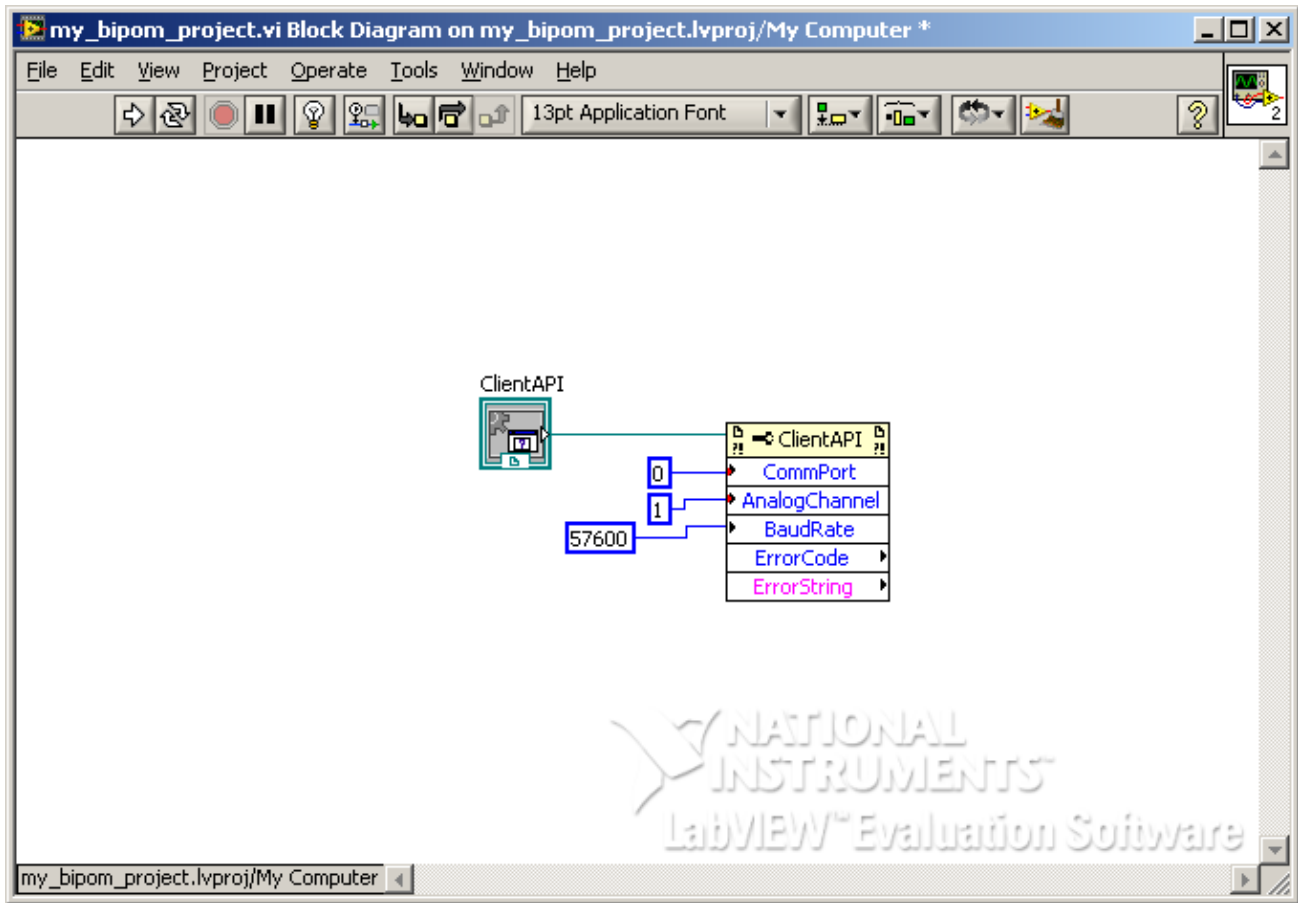 my_bipom_project.vi Block Diagram on my_bipom_project.lvproj/My Computer *
File Edit View Project Operate Tools Window Help
13pt Application Font
2
ClientAPI
ClientAPI
0 CommPort
1 AnalogChannel
57600 BaudRate
ErrorCode
ErrorString
NATIONAL
INSTRUMENTS™
LabVIEW™ Evaluation Software
my_bipom_project.lvproj/My Computer